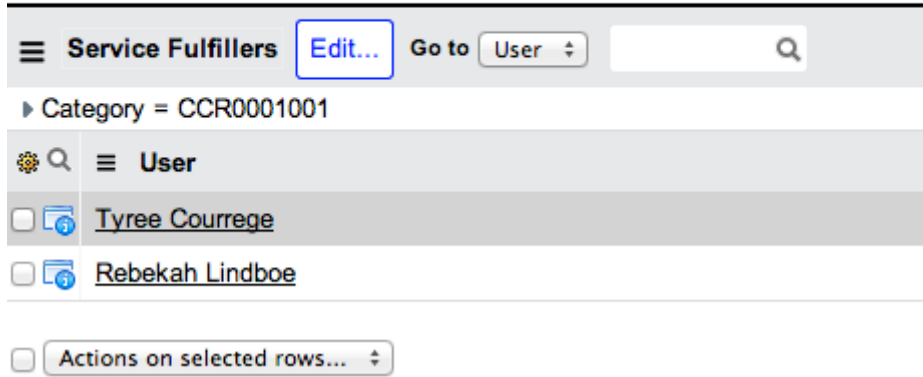 Service Fulfillers Edit... Go to User
Category = CCR0001001
User
Tyree Courrege
Rebekah Lindboe
Actions on selected rows...